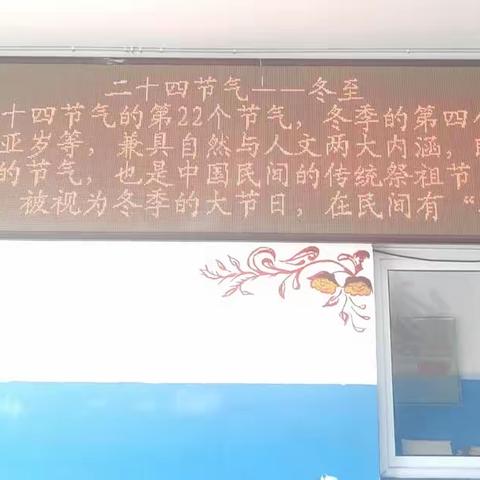 二十四节气——冬至
十四节气的第22个节气，冬季的第四个
亚岁等，兼具自然与人文两大内涵，
的节气，也是中国民间的传统祭祖节
被视为冬季的大节日，在民间有“